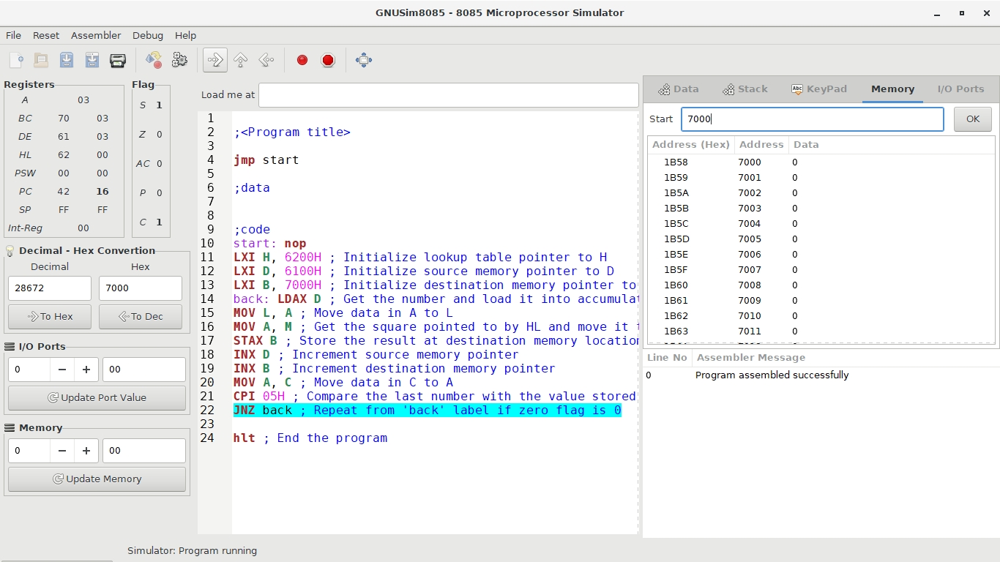 GNUSim8085 - 8085 Microprocessor Simulator
File Reset Assembler Debug Help
Registers
A 03
BC 70 03
DE 61 03
HL 62 00
PSW 00 00
PC 42 16
SP FF FF
Int-Reg 00
Flag
S 1
Z 0
AC 0
P 0
C 1
Decimal - Hex Convertion
Decimal Hex
28672 7000
To Hex To Dec
I/O Ports
0 − + 00
Update Port Value
Memory
0 − + 00
Update Memory
Load me at
1
2 ;<Program title>
3
4 jmp start
5
6 ;data
7
8
9 ;code
10 start: nop
11 LXI H, 6200H ; Initialize lookup table pointer to H
12 LXI D, 6100H ; Initialize source memory pointer to D
13 LXI B, 7000H ; Initialize destination memory pointer to
14 back: LDAX D ; Get the number and load it into accumulat
15 MOV L, A ; Move data in A to L
16 MOV A, M ; Get the square pointed to by HL and move it
17 STAX B ; Store the result at destination memory location
18 INX D ; Increment source memory pointer
19 INX B ; Increment destination memory pointer
20 MOV A, C ; Move data in C to A
21 CPI 05H ; Compare the last number with the value stored
22 JNZ back ; Repeat from 'back' label if zero flag is 0
23
24 hlt ; End the program
Data Stack Abc KeyPad Memory I/O Ports
Start 7000 OK
Address (Hex) Address Data
1B58 7000 0
1B59 7001 0
1B5A 7002 0
1B5B 7003 0
1B5C 7004 0
1B5D 7005 0
1B5E 7006 0
1B5F 7007 0
1B60 7008 0
1B61 7009 0
1B62 7010 0
1B63 7011 0
Line No Assembler Message
0 Program assembled successfully
Simulator: Program running